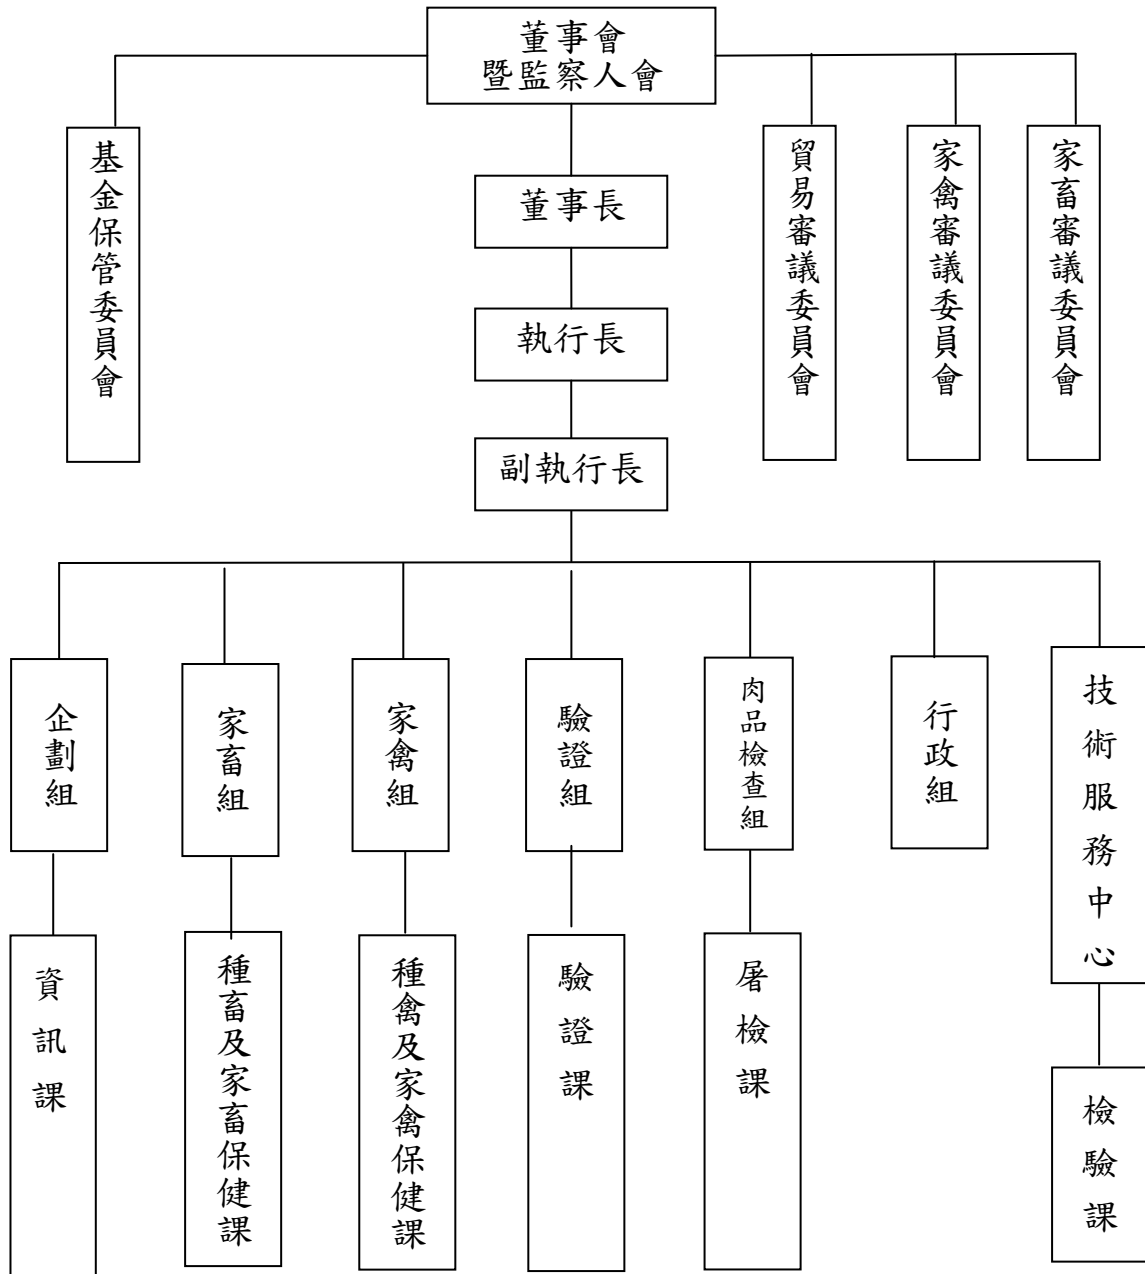 董事會
暨監察人會
基金保管委員會
董事長
貿易審議委員會
家禽審議委員會
家畜審議委員會
執行長
副執行長
企劃組
家畜組
家禽組
驗證組
肉品檢查組
行政組
技術服務中心
資訊課
種畜及家畜保健課
種禽及家禽保健課
驗證課
屠檢課
檢驗課